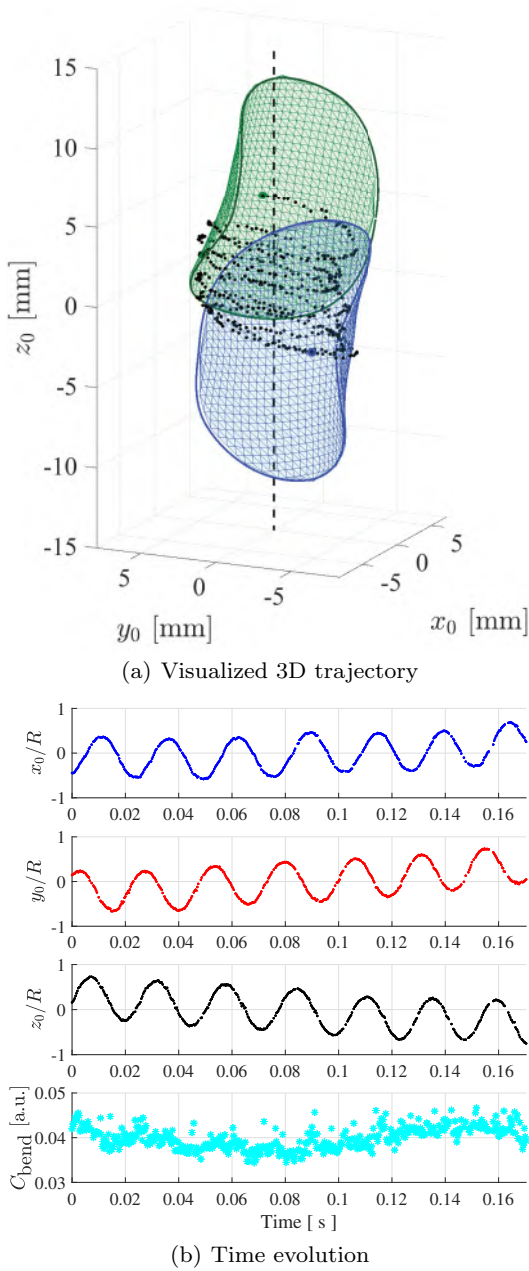 15
10
5
0
-5
-10
-15
z₀ [mm]
5
0
-5
y₀ [mm]
-5
0
5
x₀ [mm]
(a) Visualized 3D trajectory
1
0
-1
x₀/R
0 0.02 0.04 0.06 0.08 0.1 0.12 0.14 0.16
1
0
-1
y₀/R
0 0.02 0.04 0.06 0.08 0.1 0.12 0.14 0.16
1
0
-1
z₀/R
0 0.02 0.04 0.06 0.08 0.1 0.12 0.14 0.16
0.05
0.04
0.03
C_bend [a.u.]
0 0.02 0.04 0.06 0.08 0.1 0.12 0.14 0.16
Time [ s ]
(b) Time evolution